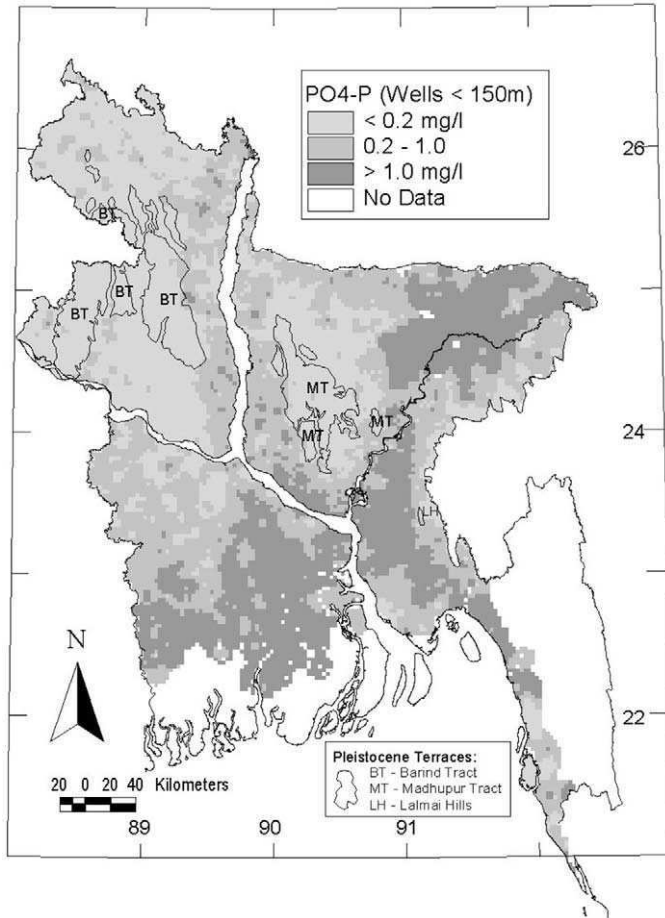 PO4-P (Wells < 150m)
< 0.2 mg/l
0.2 - 1.0
> 1.0 mg/l
No Data
26
BT
BT
BT
BT
MT
MT
MT
24
LH
N
22
20 0 20 40 Kilometers
Pleistocene Terraces:
BT - Barind Tract
MT - Madhupur Tract
LH - Lalmai Hills
89
90
91